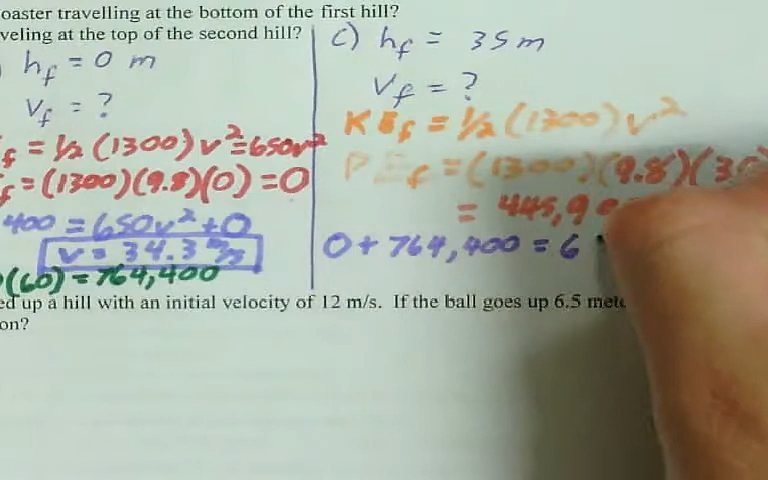 oaster travelling at the bottom of the first hill?
veling at the top of the second hill?
hf = 0 m
Vf = ?
f = 1/2 (1300) v² = 650v²
f = (1300)(9.8)(0) = 0
400 = 650v² + 0
v = 34.3 m/s
(60) = 764,400
c) hf = 35 m
Vf = ?
KEf = 1/2 (1300) v²
PEf = (1300)(9.8)(35
= 445,9
0 + 764,400 = 6
ed up a hill with an initial velocity of 12 m/s. If the ball goes up 6.5
on?